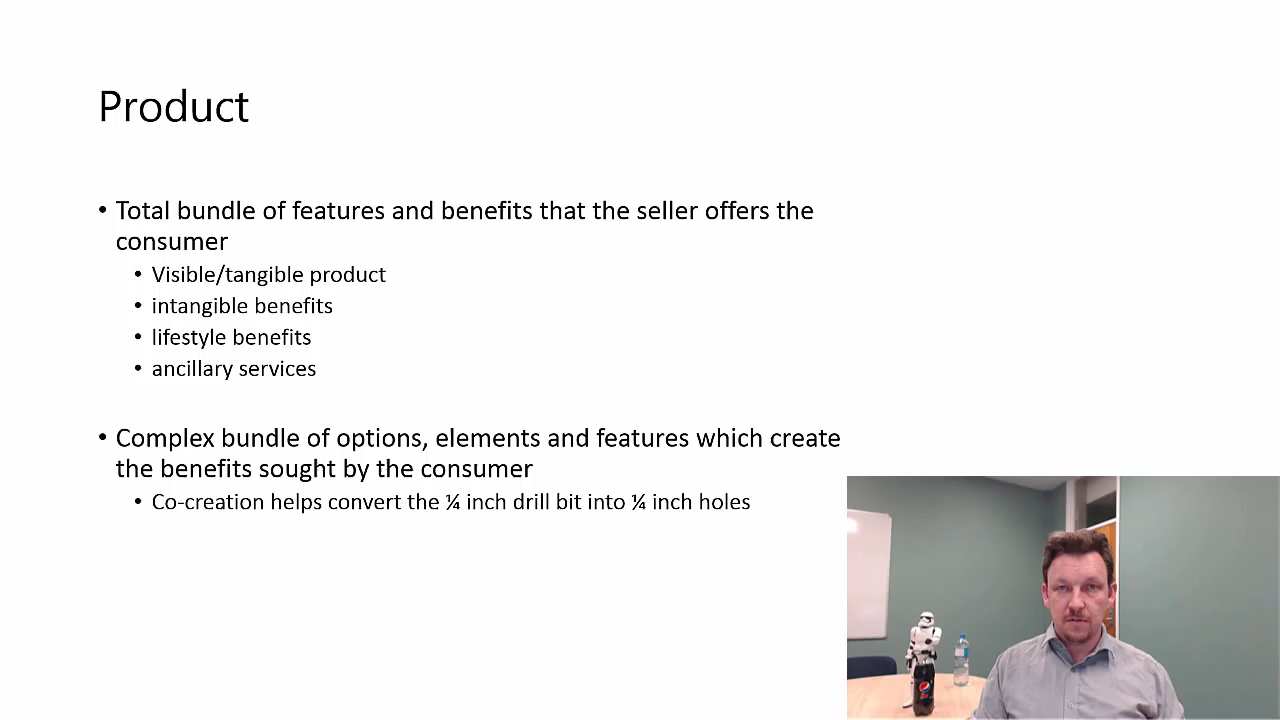 Product
• Total bundle of features and benefits that the seller offers the
consumer
• Visible/tangible product
• intangible benefits
• lifestyle benefits
• ancillary services
• Complex bundle of options, elements and features which create
the benefits sought by the consumer
• Co-creation helps convert the ¼ inch drill bit into ¼ inch holes